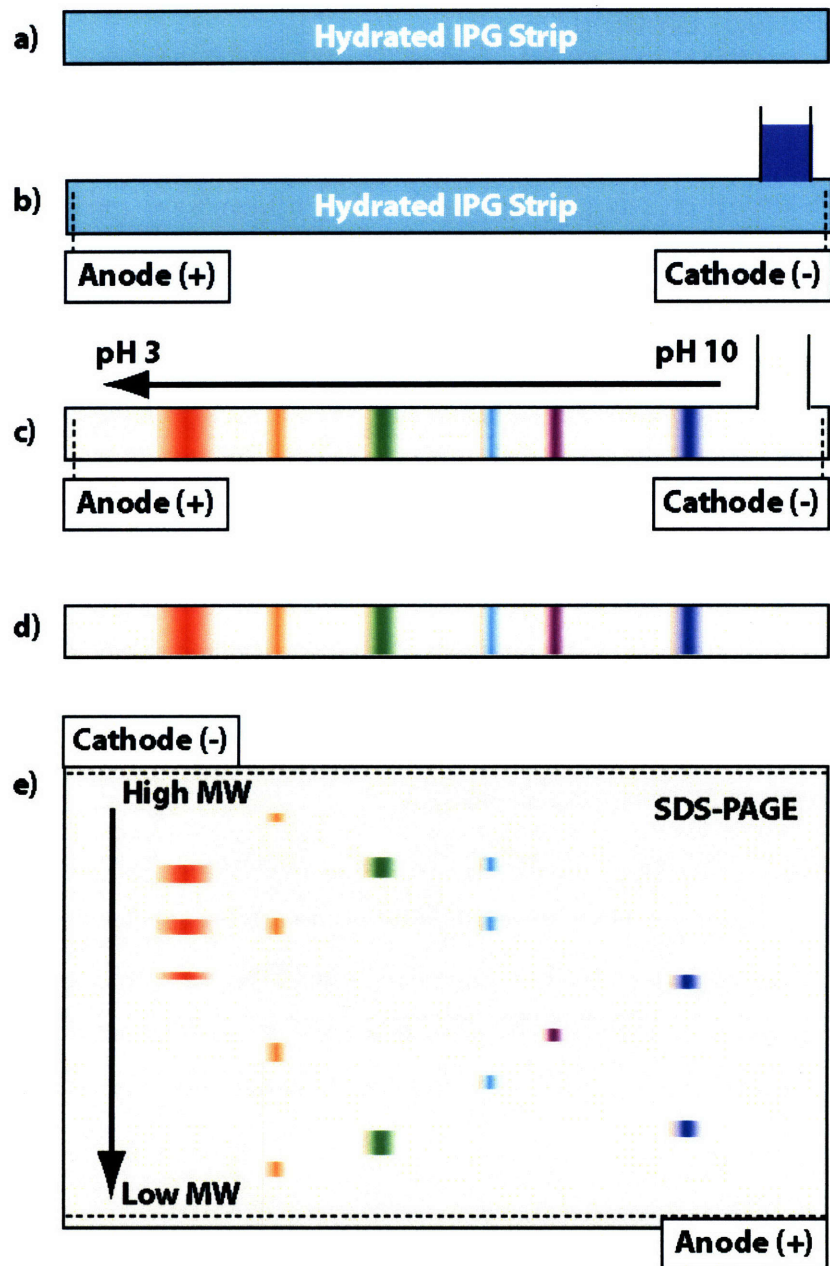 a)
Hydrated IPG Strip
b)
Hydrated IPG Strip
Anode (+)
Cathode (-)
pH 3
pH 10
c)
Anode (+)
Cathode (-)
d)
Cathode (-)
e)
High MW
SDS-PAGE
Low MW
Anode (+)